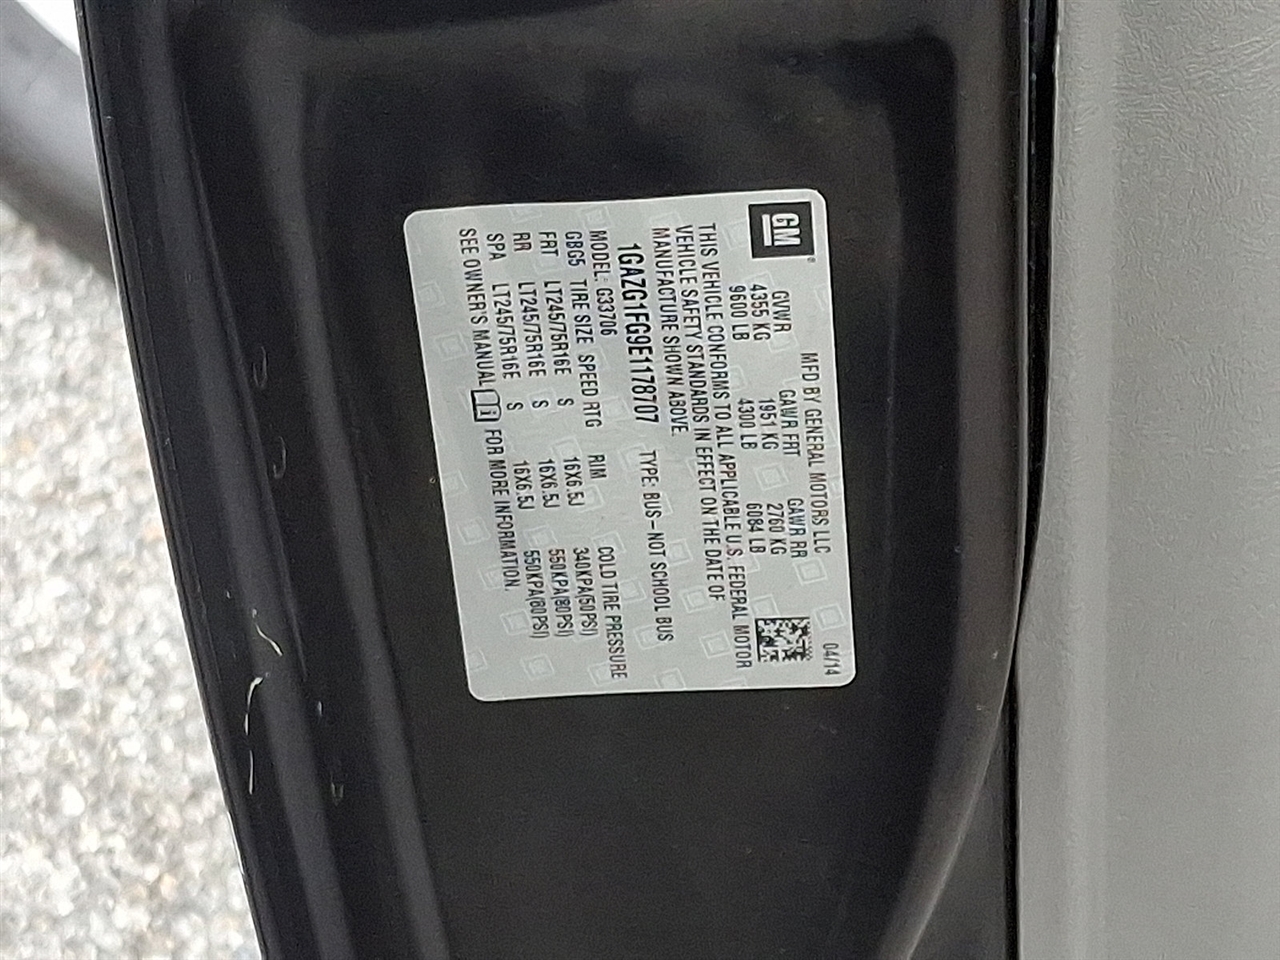 GM
MFD BY GENERAL MOTORS LLC 04/14
GVWR GAWR FRT GAWR RR
4355 KG 1951 KG 2760 KG
9600 LB 4300 LB 6084 LB
THIS VEHICLE CONFORMS TO ALL APPLICABLE U.S. FEDERAL MOTOR
VEHICLE SAFETY STANDARDS IN EFFECT ON THE DATE OF
MANUFACTURE SHOWN ABOVE.
1GAZG1FG9E1178707 TYPE: BUS–NOT SCHOOL BUS
MODEL: G33706
GBG5 TIRE SIZE SPEED RTG RIM COLD TIRE PRESSURE
FRT LT245/75R16E S 16X6.5J 340KPA(50PSI)
RR LT245/75R16E S 16X6.5J 550KPA(80PSI)
SPA LT245/75R16E S 16X6.5J 550KPA(80PSI)
SEE OWNER'S MANUAL FOR MORE INFORMATION.